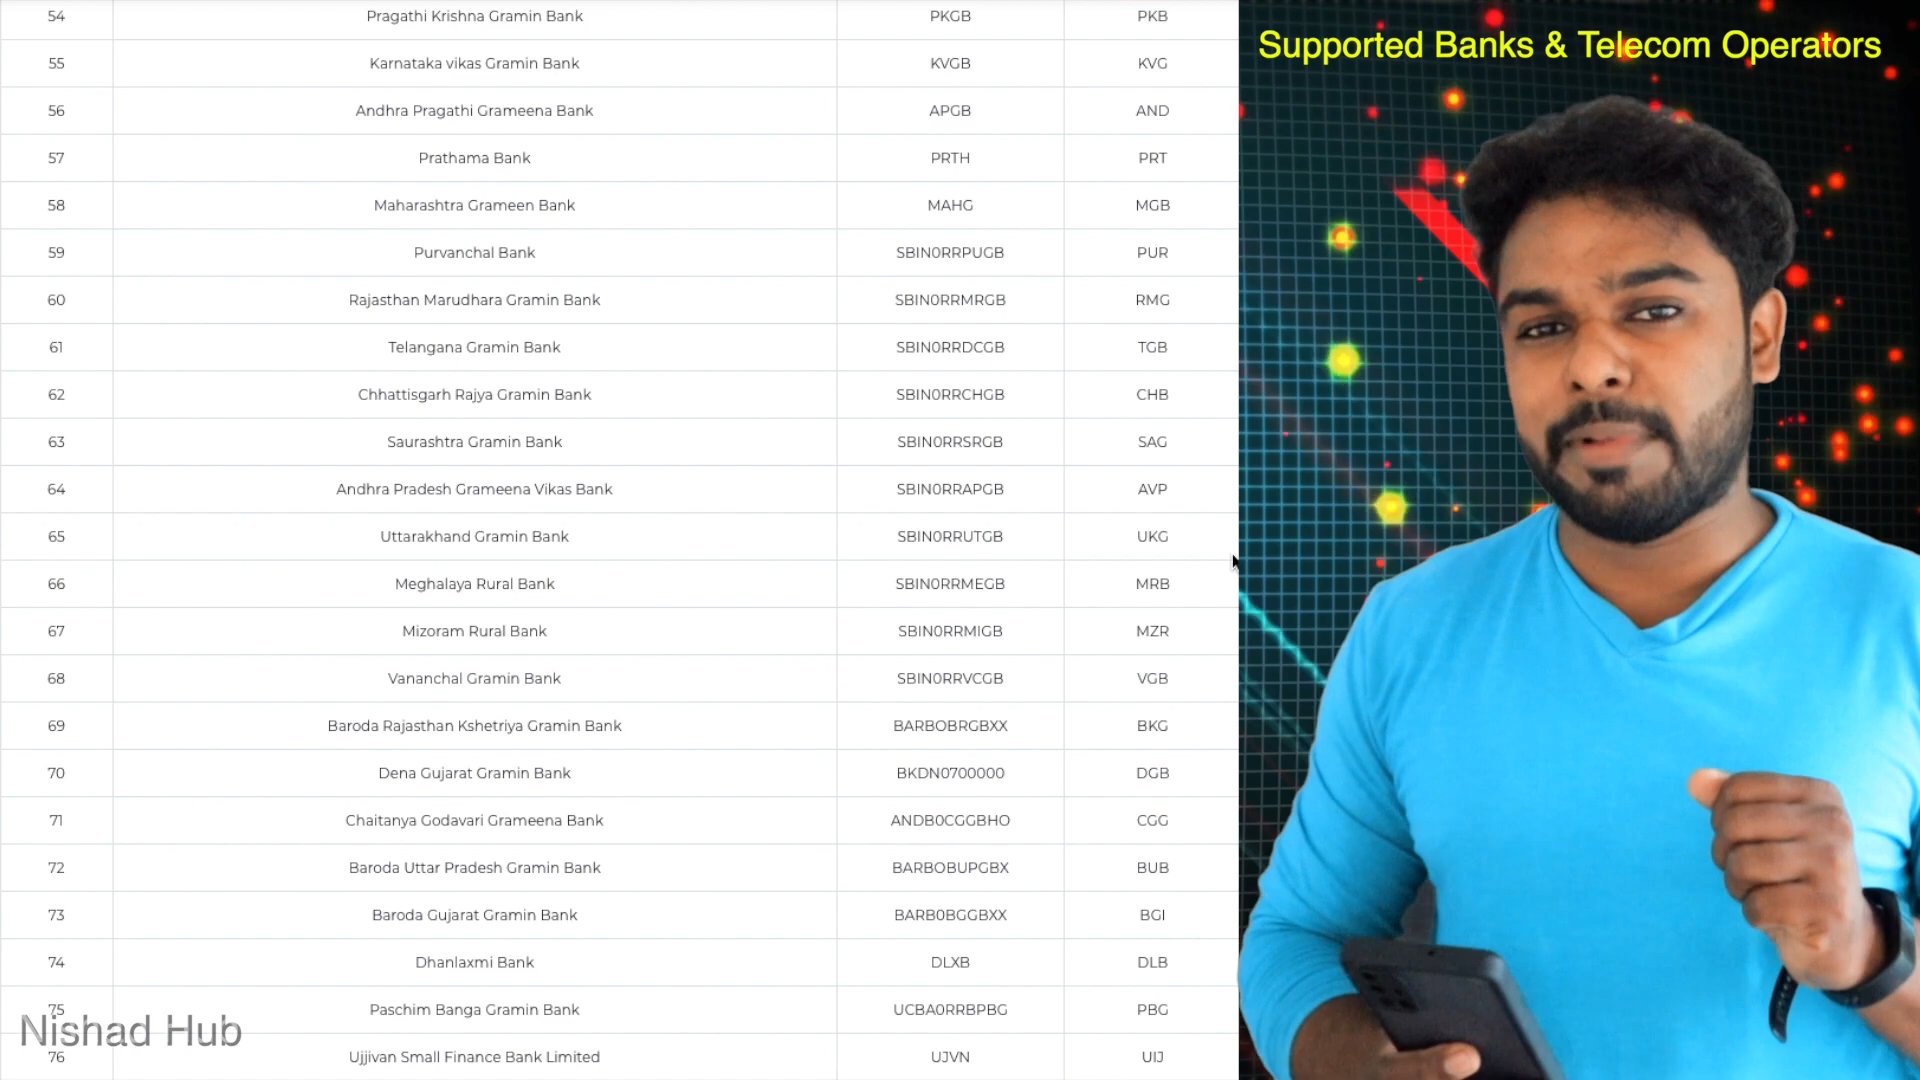 54 Pragathi Krishna Gramin Bank PKGB PKB
Supported Banks & Telecom Operators
55 Karnataka vikas Gramin Bank KVGB KVG
56 Andhra Pragathi Grameena Bank APGB AND
57 Prathama Bank PRTH PRT
58 Maharashtra Grameen Bank MAHG MGB
59 Purvanchal Bank SBIN0RRPUGB PUR
60 Rajasthan Marudhara Gramin Bank SBIN0RRMRGB RMG
61 Telangana Gramin Bank SBIN0RRDCGB TGB
62 Chhattisgarh Rajya Gramin Bank SBIN0RRCHGB CHB
63 Saurashtra Gramin Bank SBIN0RRSRGB SAG
64 Andhra Pradesh Grameena Vikas Bank SBIN0RRAPGB AVP
65 Uttarakhand Gramin Bank SBIN0RRUTGB UKG
66 Meghalaya Rural Bank SBIN0RRMEGB MRB
67 Mizoram Rural Bank SBIN0RRMIGB MZR
68 Vananchal Gramin Bank SBIN0RRVCGB VGB
69 Baroda Rajasthan Kshetriya Gramin Bank BARBOBRGBXX BKG
70 Dena Gujarat Gramin Bank BKDN0700000 DGB
71 Chaitanya Godavari Grameena Bank ANDB0CGGBHO CGG
72 Baroda Uttar Pradesh Gramin Bank BARBOBUPGBX BUB
73 Baroda Gujarat Gramin Bank BARB0BGGBXX BGI
74 Dhanlaxmi Bank DLXB DLB
75 Paschim Banga Gramin Bank UCBA0RRBPBG PBG
Nishad Hub
76 Ujjivan Small Finance Bank Limited UJVN UIJ